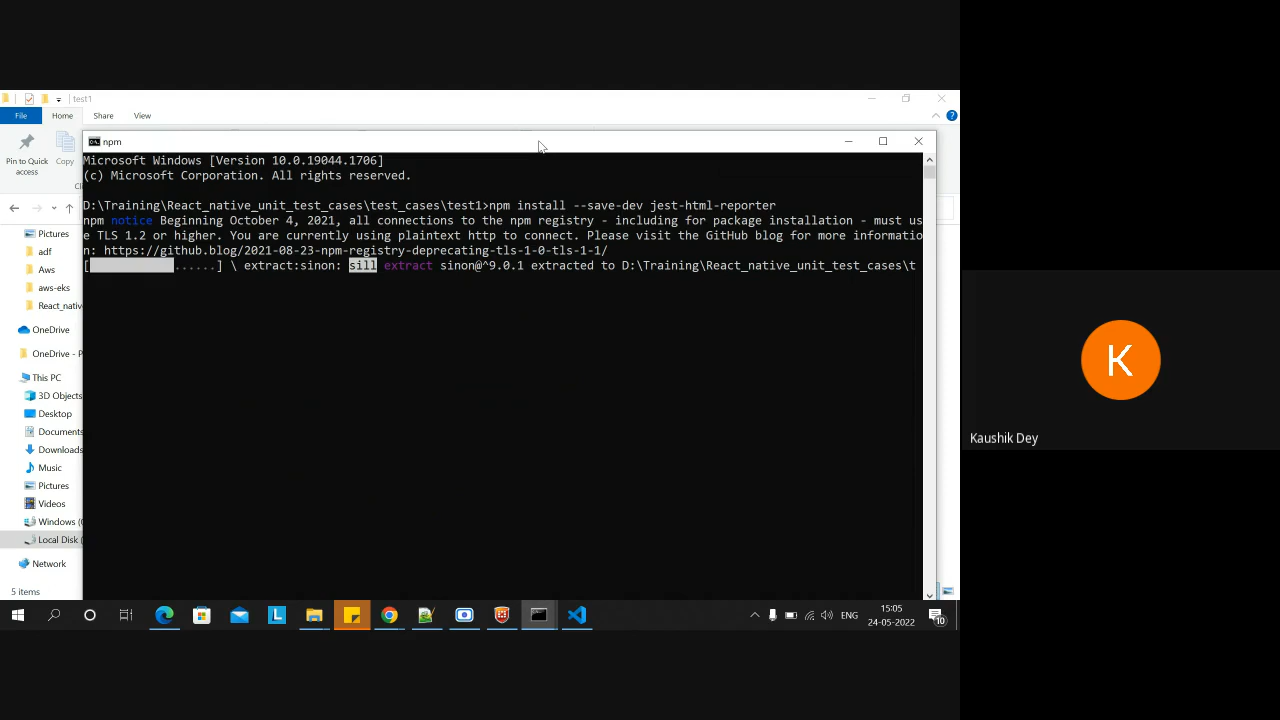 test1
File Home Share View
Pin to Quick access
Copy
npm
Microsoft Windows [Version 10.0.19044.1706]
(c) Microsoft Corporation. All rights reserved.
D:\Training\React_native_unit_test_cases\test_cases\test1>npm install --save-dev jest-html-reporter
npm notice Beginning October 4, 2021, all connections to the npm registry - including for package installation - must us
e TLS 1.2 or higher. You are currently using plaintext http to connect. Please visit the GitHub blog for more informatio
n: https://github.blog/2021-08-23-npm-registry-deprecating-tls-1-0-tls-1-1/
[ ......] \ extract:sinon: sill extract sinon@^9.0.1 extracted to D:\Training\React_native_unit_test_cases\t
Pictures
adf
Aws
aws-eks
React_native
OneDrive
OneDrive - P
This PC
3D Objects
Desktop
Documents
Downloads
Music
Pictures
Videos
Windows (
Local Disk (
Network
5 items
K
Kaushik Dey
L
ENG
15:05
24-05-2022
10